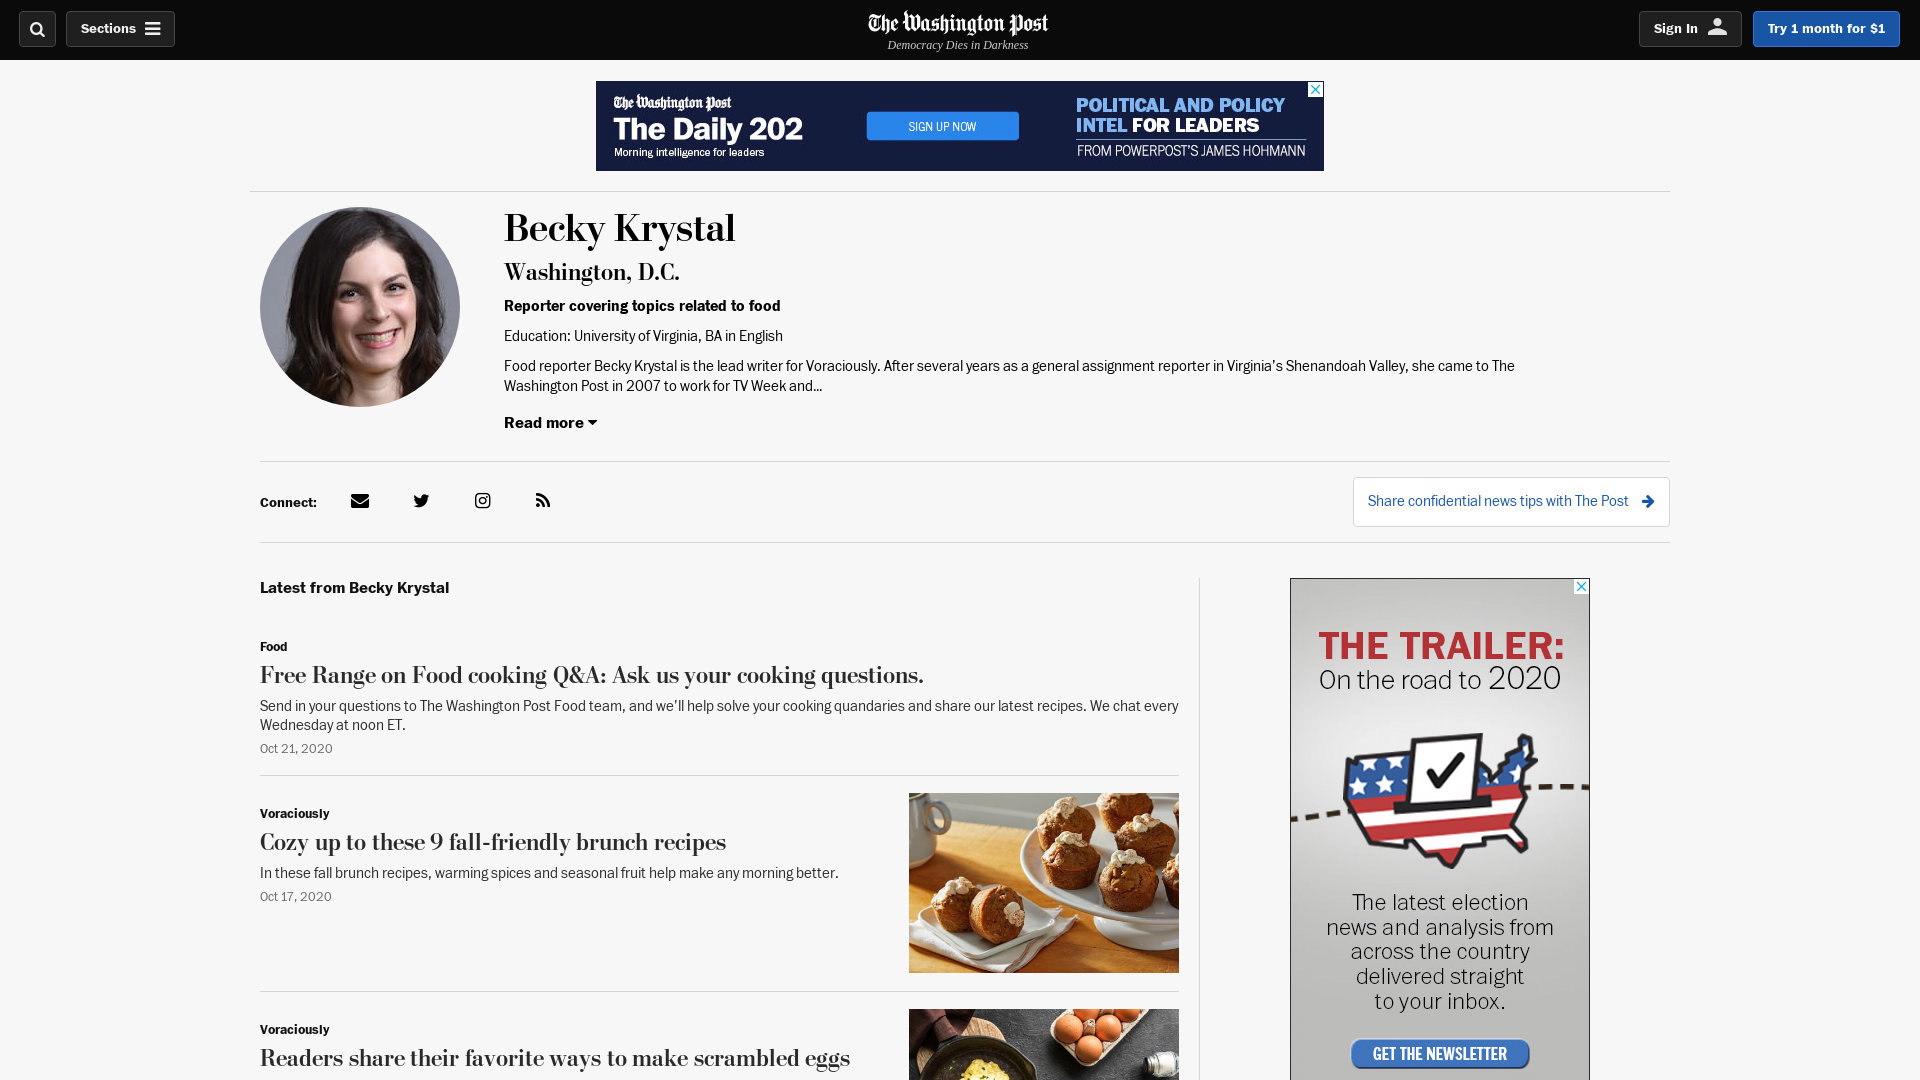 Sections
The Washington Post
Democracy Dies in Darkness
Sign In
Try 1 month for $1
The Washington Post
The Daily 202
Morning intelligence for leaders
SIGN UP NOW
POLITICAL AND POLICY
INTEL FOR LEADERS
FROM POWERPOST'S JAMES HOHMANN
Becky Krystal
Washington, D.C.
Reporter covering topics related to food
Education: University of Virginia, BA in English
Food reporter Becky Krystal is the lead writer for Voraciously. After several years as a general assignment reporter in Virginia's Shenandoah Valley, she came to The
Washington Post in 2007 to work for TV Week and...
Read more
Connect:
Share confidential news tips with The Post
Latest from Becky Krystal
Food
Free Range on Food cooking Q&A: Ask us your cooking questions.
Send in your questions to The Washington Post Food team, and we'll help solve your cooking quandaries and share our latest recipes. We chat every
Wednesday at noon ET.
Oct 21, 2020
Voraciously
Cozy up to these 9 fall-friendly brunch recipes
In these fall brunch recipes, warming spices and seasonal fruit help make any morning better.
Oct 17, 2020
Voraciously
Readers share their favorite ways to make scrambled eggs
THE TRAILER:
On the road to 2020
The latest election
news and analysis from
across the country
delivered straight
to your inbox.
GET THE NEWSLETTER